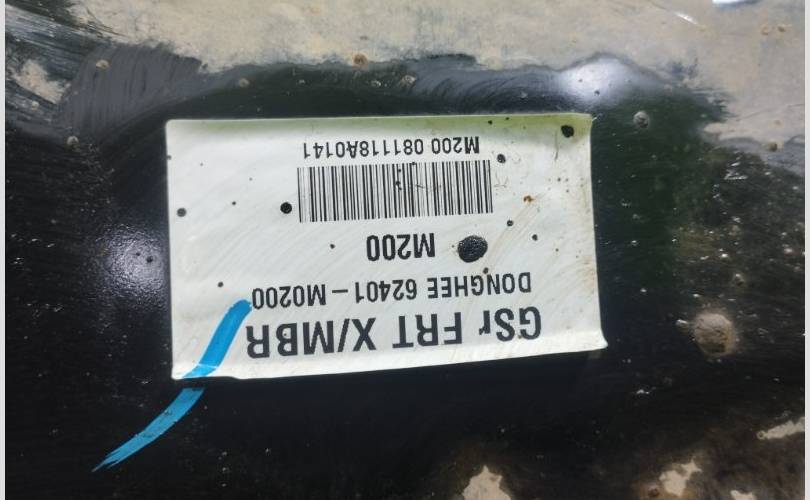 GSr FRT X/MBR
DONGHEE 62401-M0200
M200
M200 081118A0141